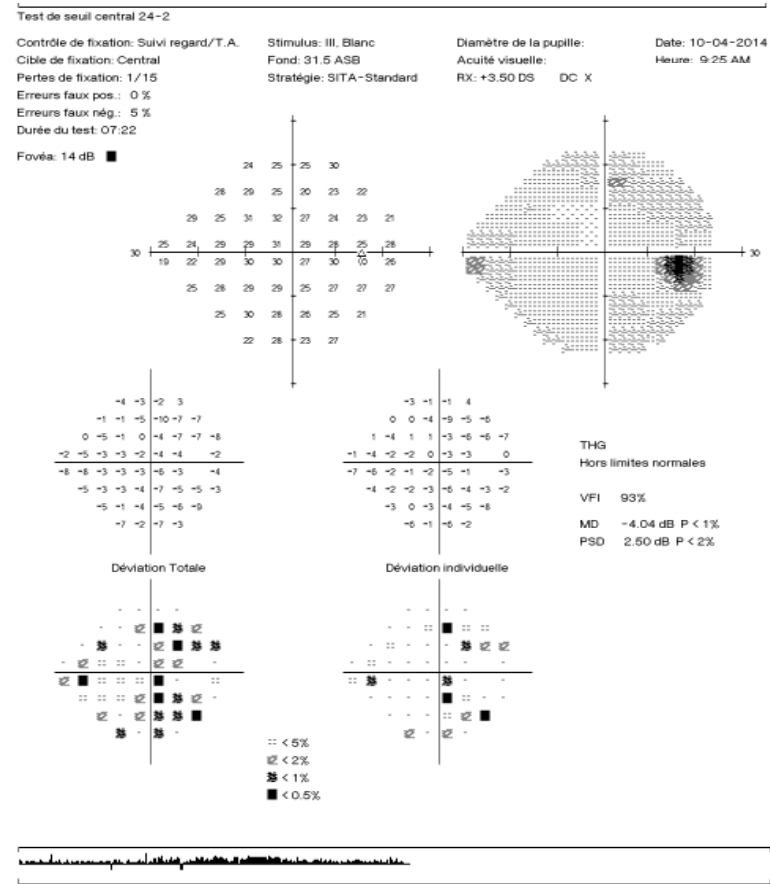 Test de seuil central 24-2
Contrôle de fixation: Suivi regard/T.A. Stimulus: III, Blanc Diamètre de la pupille: Date: 10-04-2014
Cible de fixation: Central Fond: 31.5 ASB Acuité visuelle: Heure: 9:25 AM
Pertes de fixation: 1/15 Stratégie: SITA-Standard RX: +3.50 DS DC X
Erreurs faux pos.: 0 %
Erreurs faux nég.: 5 %
Durée du test: 07:22
Fovéa: 14 dB
24 25 25 30
28 29 25 20 23 22
29 25 31 32 27 24 23 21
30 25 24 29 29 31 29 28 25 28 30
19 22 29 30 30 27 30 26
25 28 29 29 25 27 27 27
25 30 28 26 25 21
22 28 23 27
-4 -3 -2 3 -3 -1 -1 4
-1 -1 -5 -10 -7 -7 0 0 -4 -9 -5 -6
0 -5 -1 0 -4 -7 -7 -8 1 -4 1 1 -3 -6 -6 -7
-2 -5 -3 -3 -2 -4 -4 -2 -1 -4 -2 -2 0 -3 -3 0
-8 -8 -3 -3 -3 -6 -3 -4 -7 -6 -2 -1 -2 -5 -1 -3
-5 -3 -3 -4 -7 -5 -5 -3 -4 -2 -2 -3 -6 -4 -3 -2
-5 -1 -4 -5 -6 -9 -3 0 -3 -4 -5 -8
-7 -2 -7 -3 -6 -1 -6 -2
THG
Hors limites normales
VFI 93%
MD -4.04 dB P < 1%
PSD 2.50 dB P < 2%
Déviation Totale Déviation individuelle
< 5%
< 2%
< 1%
< 0.5%